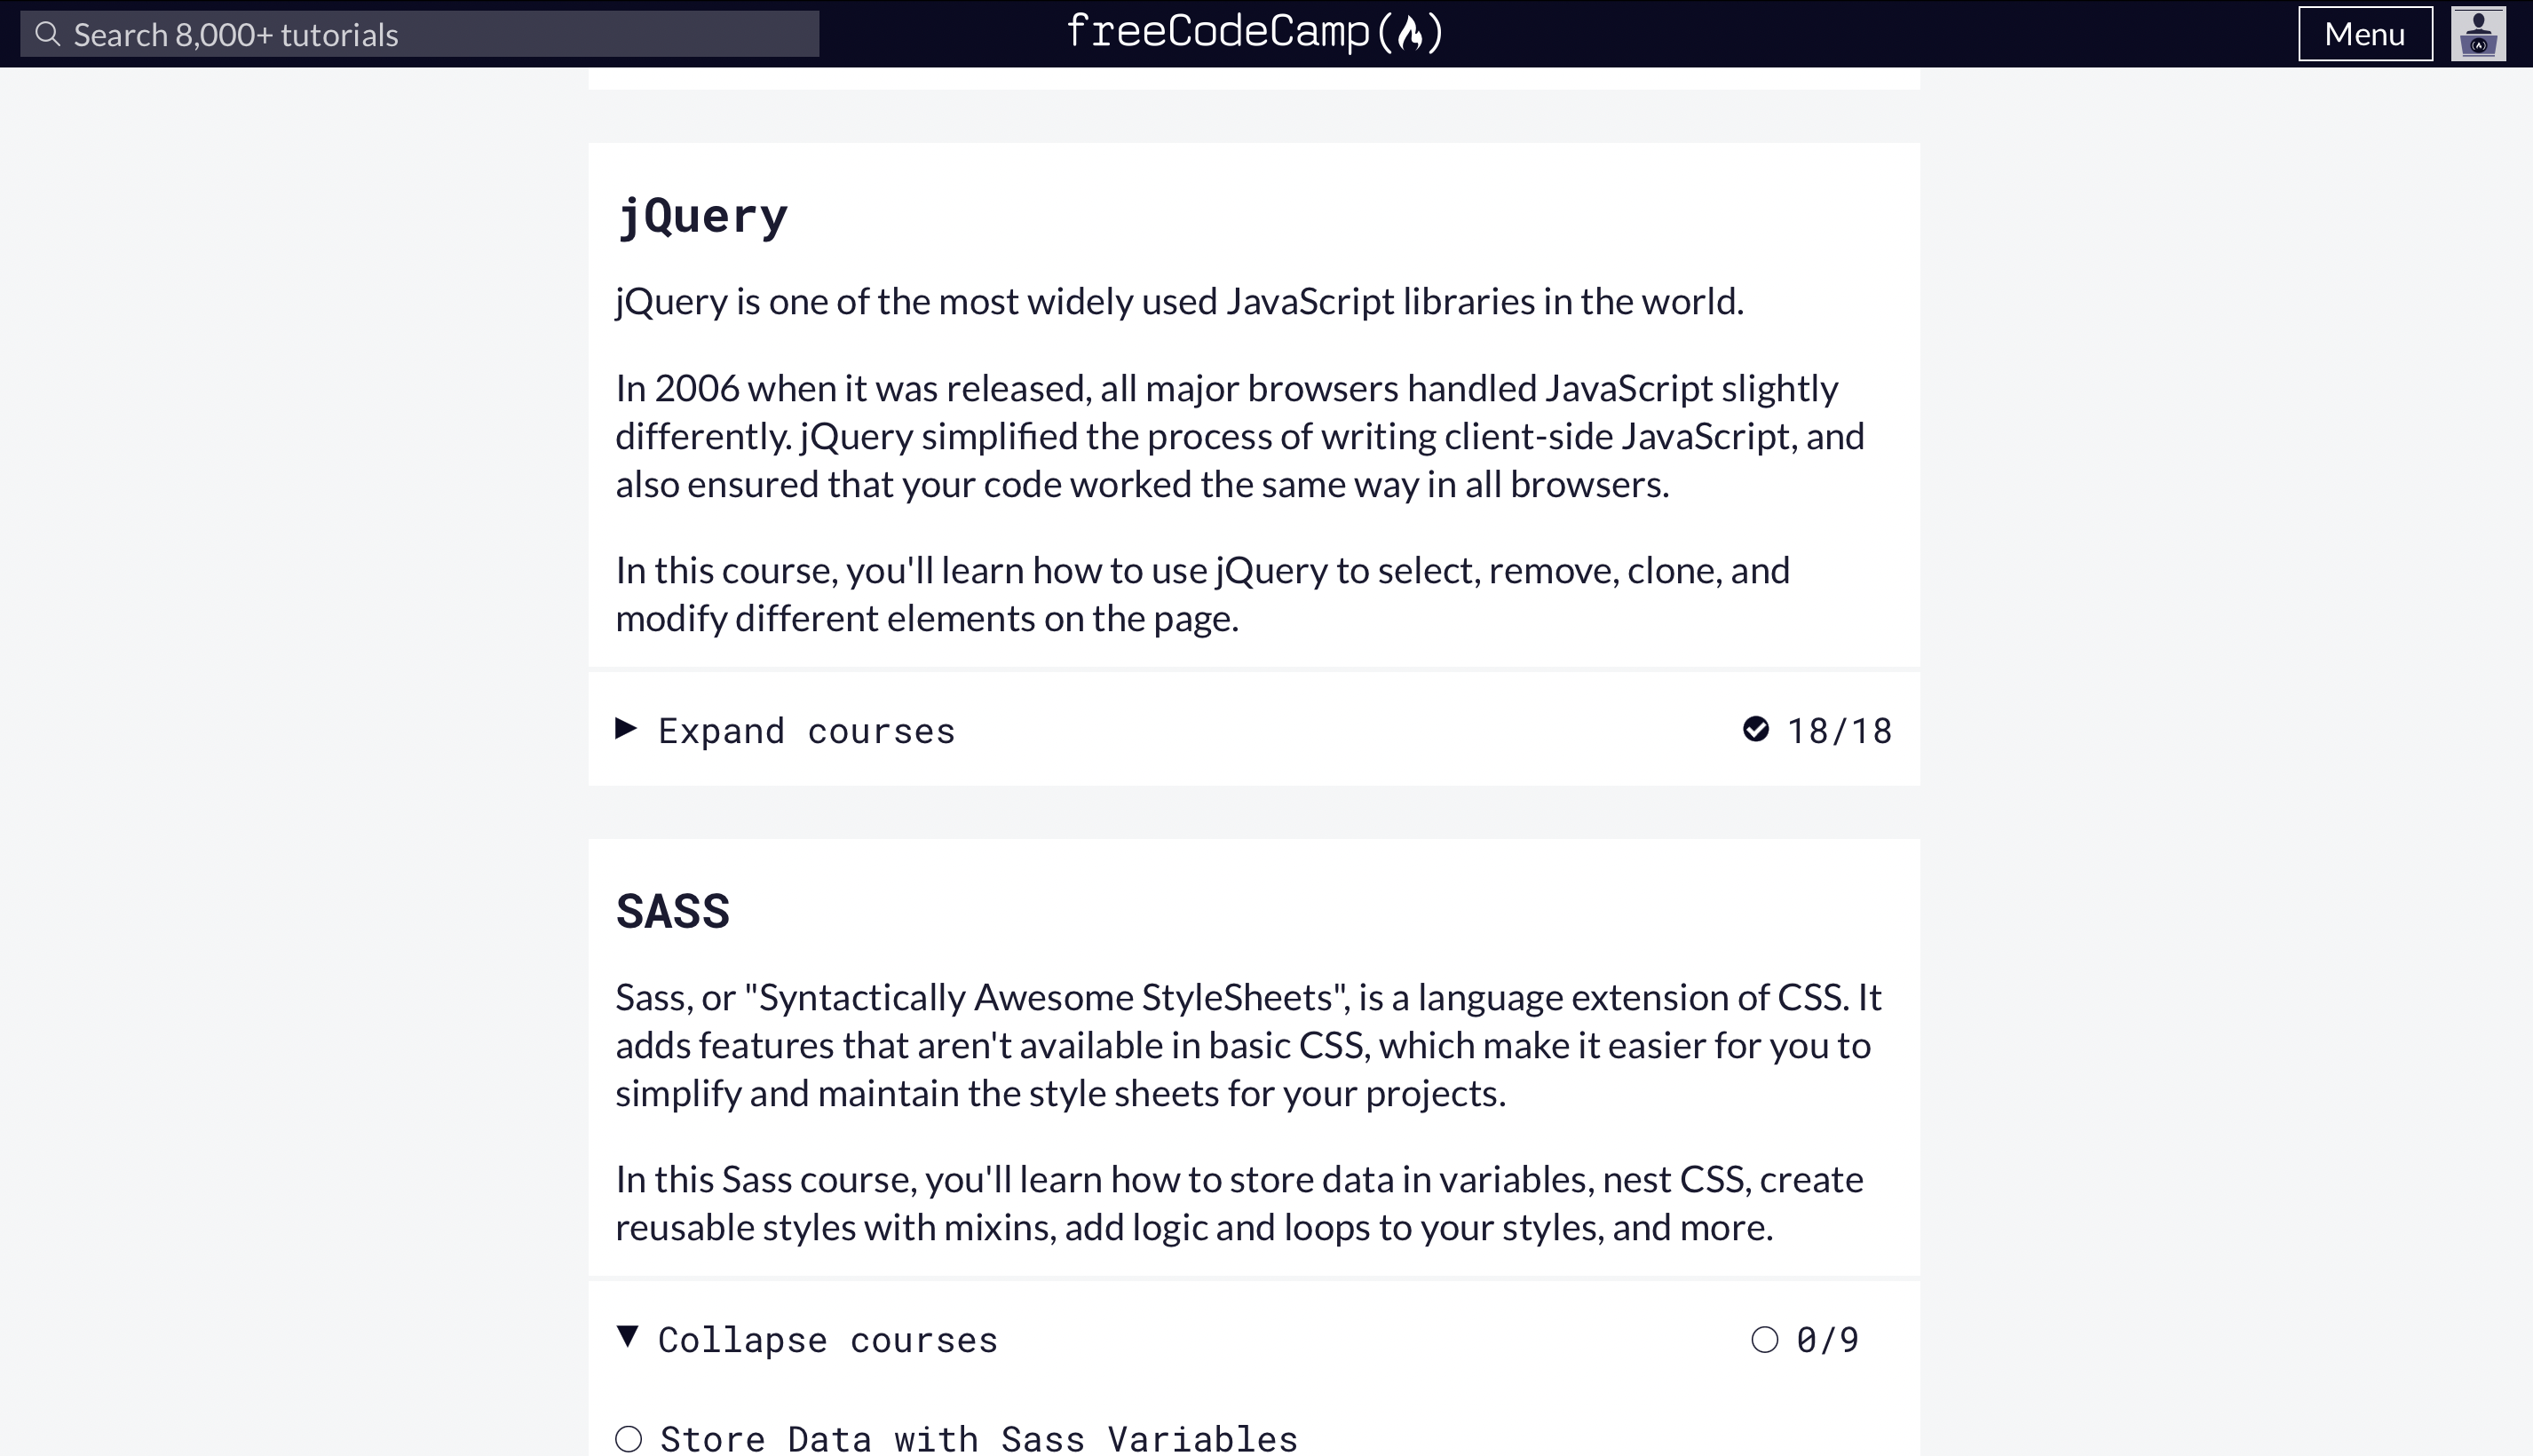 Search 8,000+ tutorials
freeCodeCamp(🔥)
Menu
jQuery
jQuery is one of the most widely used JavaScript libraries in the world.
In 2006 when it was released, all major browsers handled JavaScript slightly
differently. jQuery simplified the process of writing client-side JavaScript, and
also ensured that your code worked the same way in all browsers.
In this course, you'll learn how to use jQuery to select, remove, clone, and
modify different elements on the page.
Expand courses
18/18
SASS
Sass, or "Syntactically Awesome StyleSheets", is a language extension of CSS. It
adds features that aren't available in basic CSS, which make it easier for you to
simplify and maintain the style sheets for your projects.
In this Sass course, you'll learn how to store data in variables, nest CSS, create
reusable styles with mixins, add logic and loops to your styles, and more.
Collapse courses
0/9
Store Data with Sass Variables